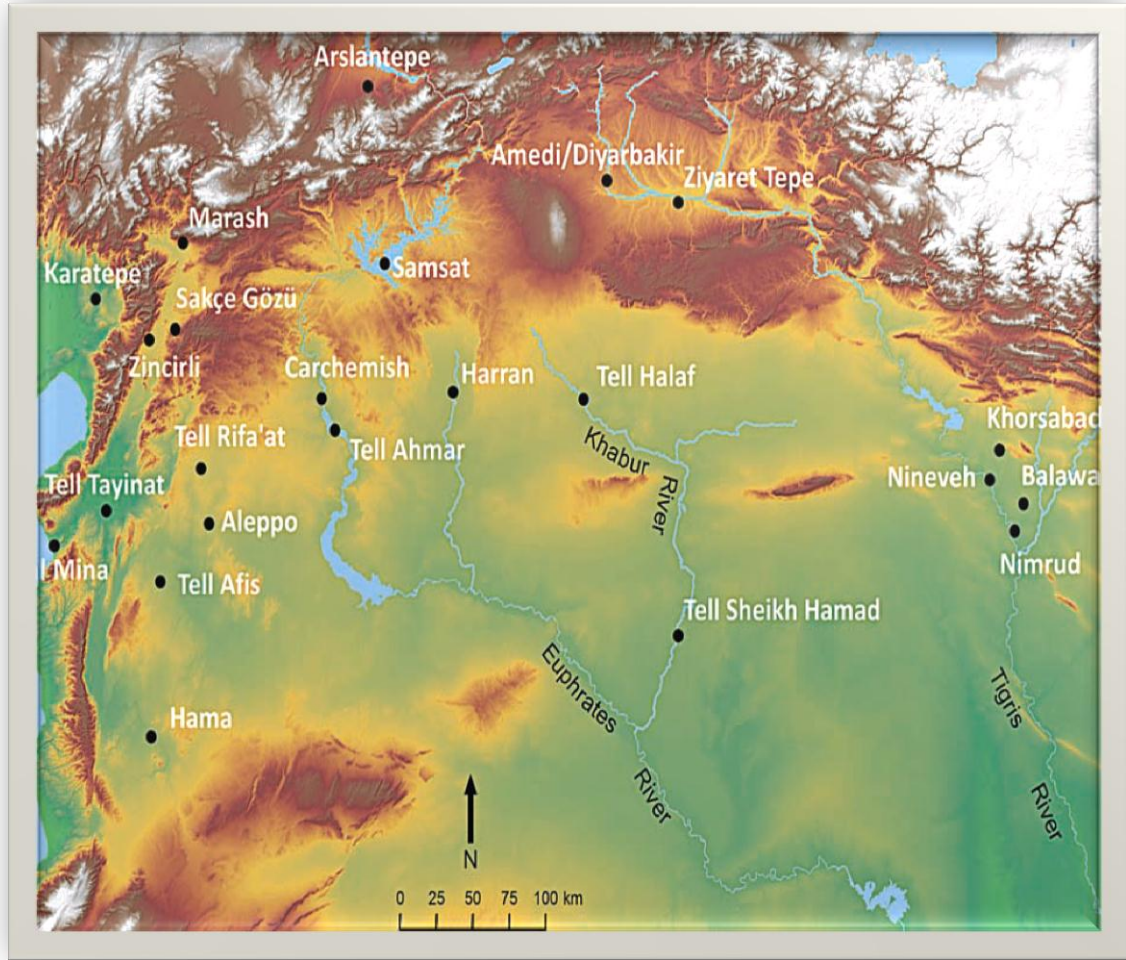 Arslantepe
Amedi/Diyarbakir
Ziyaret Tepe
Marash
Karatepe
Samsat
Sakçe Gözü
Zincirli
Carchemish
Harran
Tell Halaf
Khorsabad
Tell Rifa'at
Tell Ahmar
Khabur
River
Nineveh
Balawa
Tell Tayinat
Aleppo
Nimrud
l Mina
Tell Afis
Tell Sheikh Hamad
Euphrates
River
Tigris
River
Hama
N
0 25 50 75 100 km